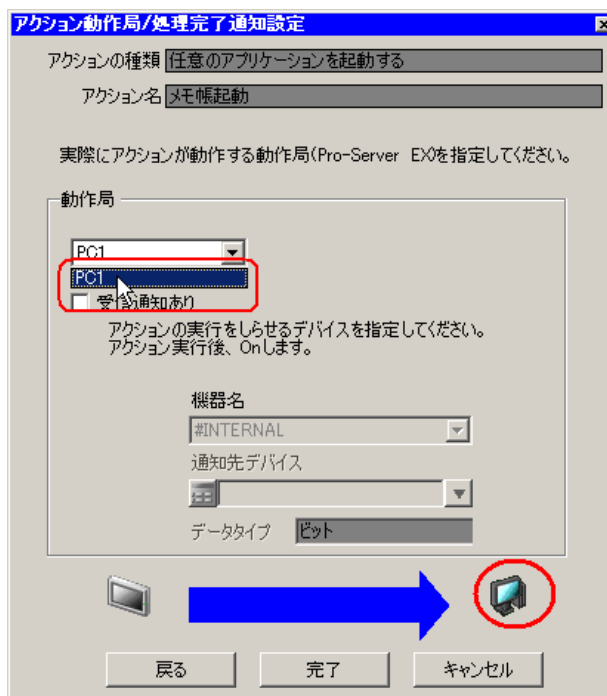 アクション動作局/処理完了通知設定
アクションの種類 任意のアプリケーションを起動する
アクション名 メモ帳起動
実際にアクションが動作する動作局(Pro-Server EX)を指定してください。
動作局
PC1
PC1
受信通知あり
アクションの実行をしらせるデバイスを指定してください。
アクション実行後、Onします。
機器名
#INTERNAL
通知先デバイス
データタイプ ビット
戻る 完了 キャンセル